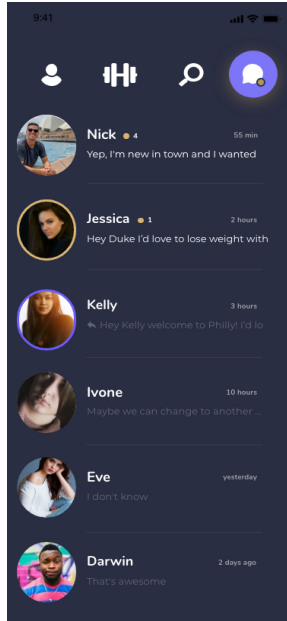 9:41
Nick 4 55 min
Yep, I'm new in town and I wanted
Jessica 1 2 hours
Hey Duke I'd love to lose weight with
Kelly 3 hours
Hey Kelly welcome to Philly! I'd lo
Ivone 10 hours
Maybe we can change to another ...
Eve yesterday
I don't know
Darwin 2 days ago
That's awesome